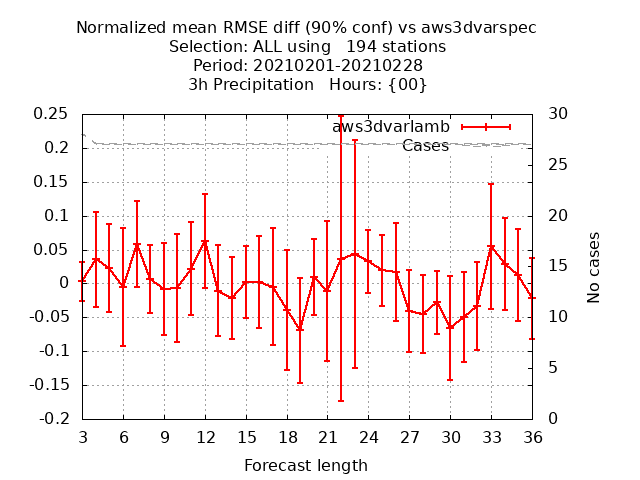 Normalized mean RMSE diff (90% conf) vs aws3dvarspec
Selection: ALL using   194 stations
Period: 20210201-20210228
3h Precipitation   Hours: {00}
aws3dvarlamb
Cases
0.25
0.2
0.15
0.1
0.05
0
-0.05
-0.1
-0.15
-0.2
30
25
20
15
10
5
0
No cases
3 6 9 12 15 18 21 24 27 30 33 36
Forecast length